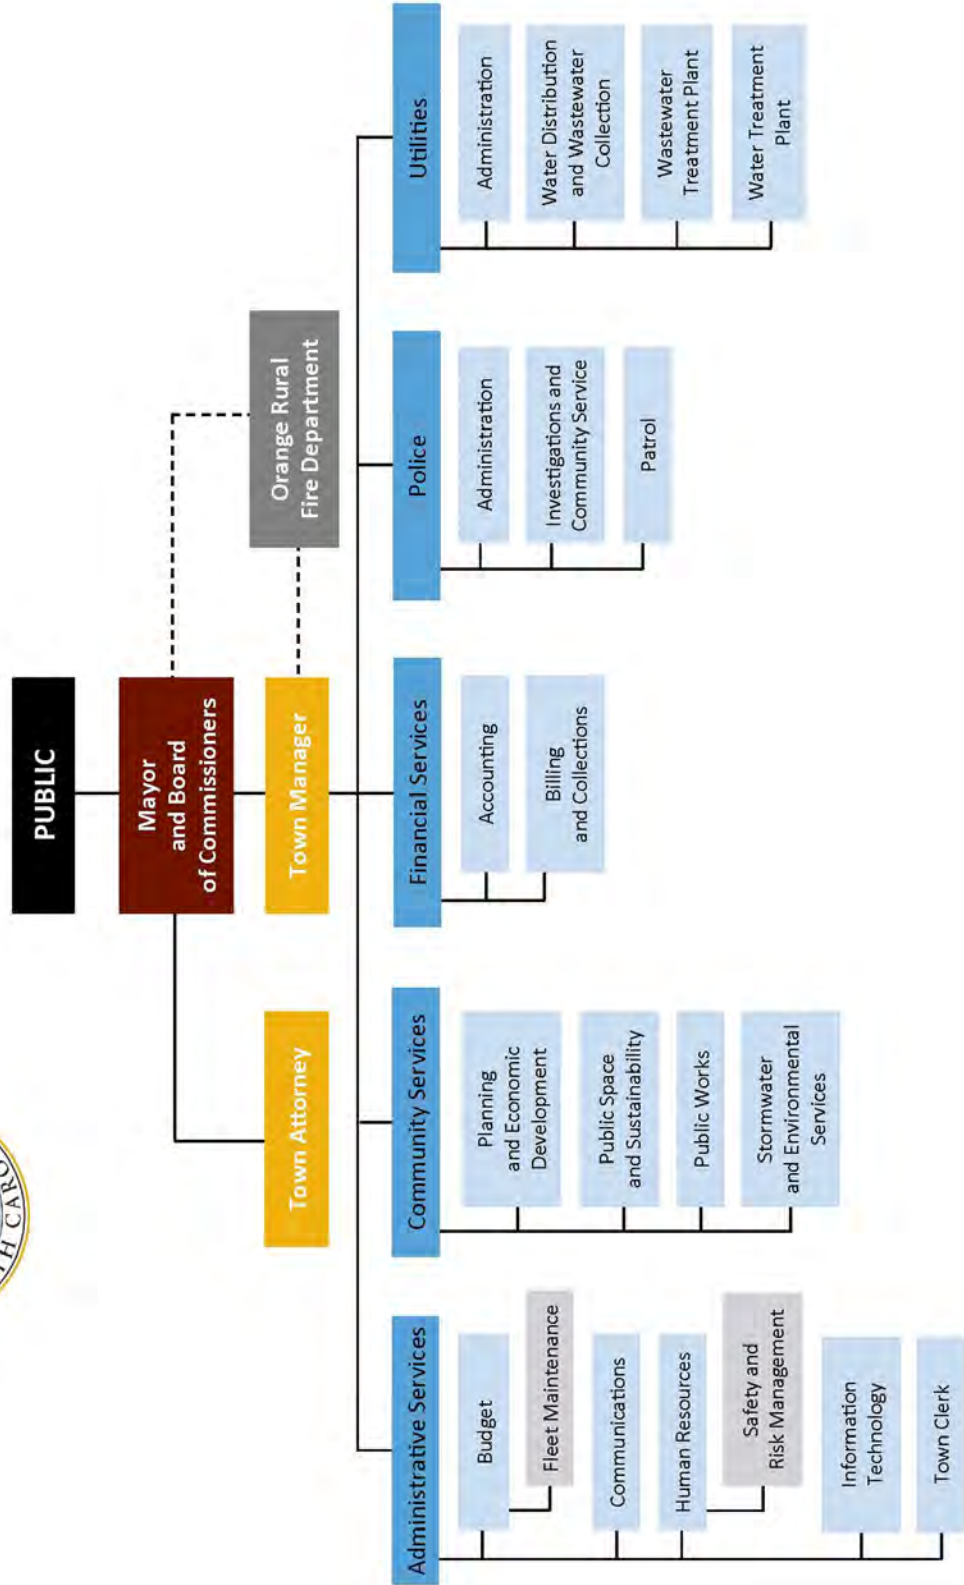 TH CARO
PUBLIC
Mayor
and Board
of Commissioners
Town Attorney
Town Manager
Orange Rural
Fire Department
Administrative Services
Budget
Fleet Maintenance
Communications
Human Resources
Safety and
Risk Management
Information
Technology
Town Clerk
Community Services
Planning
and Economic
Development
Public Space
and Sustainability
Public Works
Stormwater
and Environmental
Services
Financial Services
Accounting
Billing
and Collections
Police
Administration
Investigations and
Community Service
Patrol
Utilities
Administration
Water Distribution
and Wastewater
Collection
Wastewater
Treatment Plant
Water Treatment
Plant